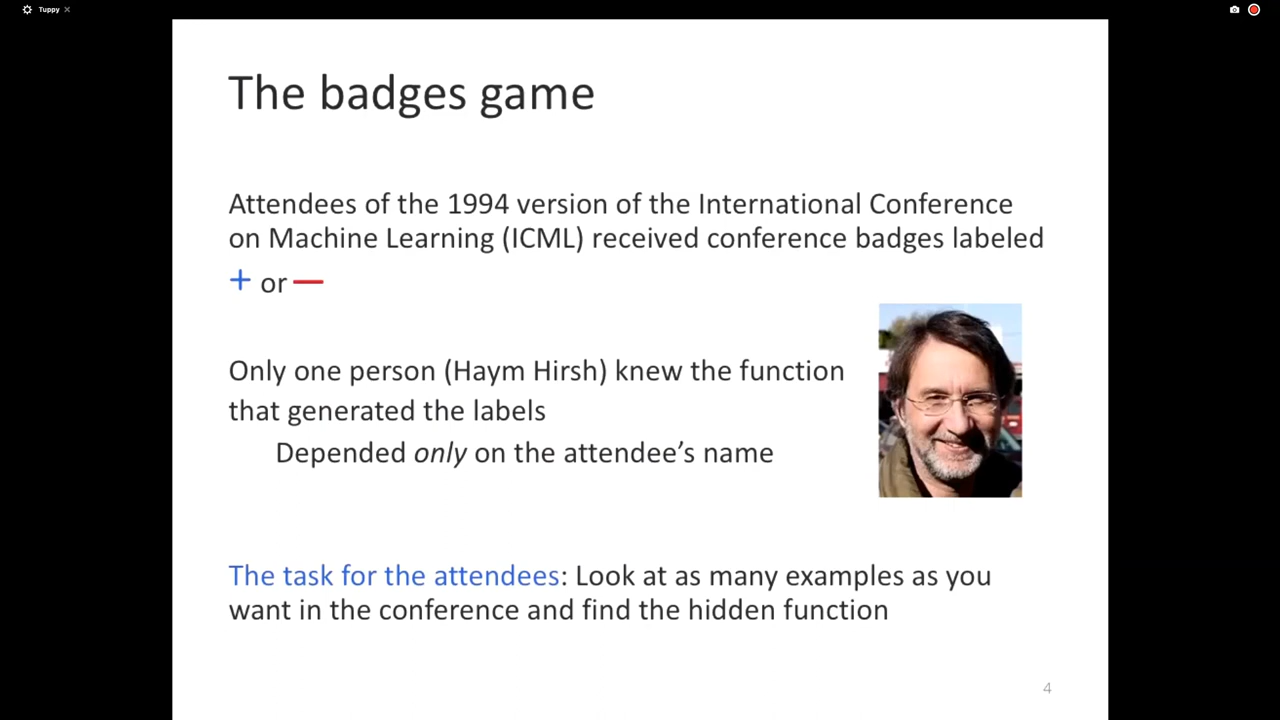 Tuppy
The badges game
Attendees of the 1994 version of the International Conference
on Machine Learning (ICML) received conference badges labeled
+ or —
Only one person (Haym Hirsh) knew the function
that generated the labels
Depended only on the attendee’s name
The task for the attendees: Look at as many examples as you
want in the conference and find the hidden function
4